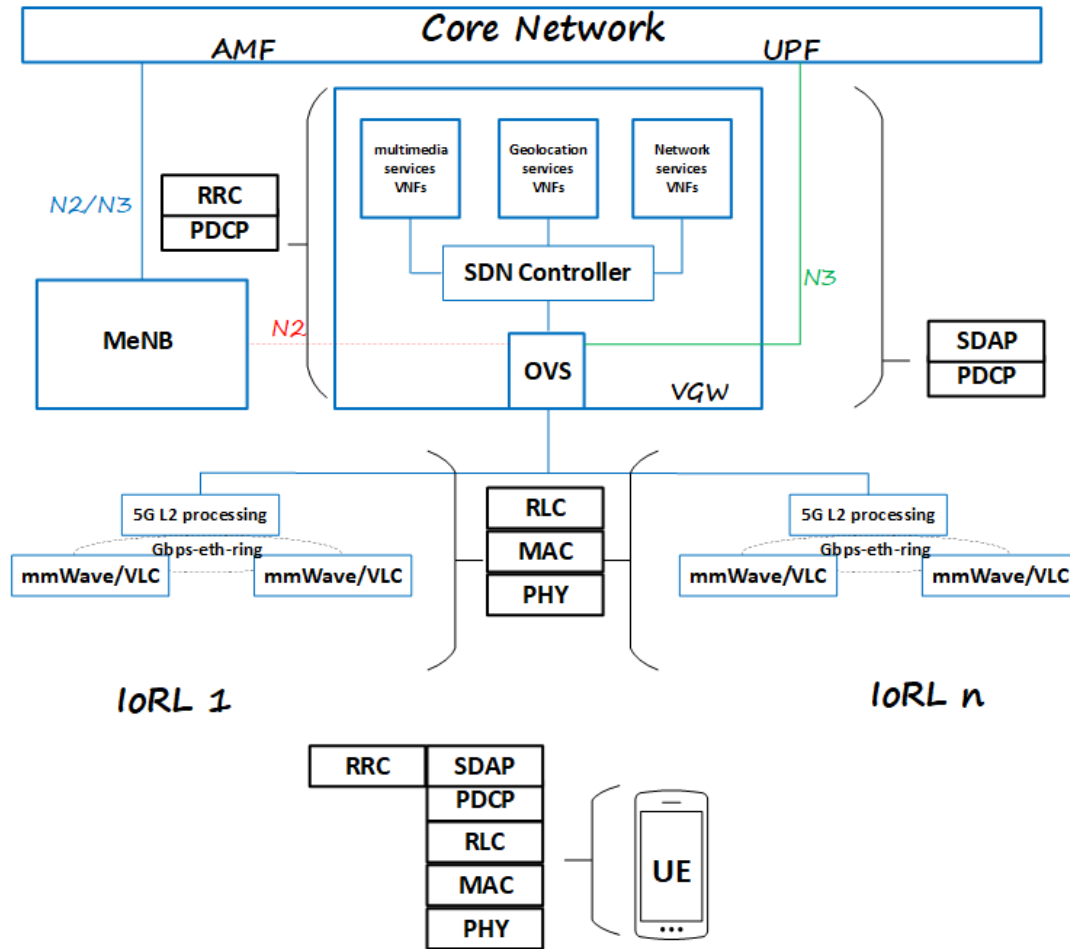 Core Network
AMF
UPF
multimedia
services
VNFs
Geolocation
services
VNFs
Network
services
VNFs
RRC
PDCP
N2/N3
SDN Controller
N3
MeNB
N2
OVS
VGW
SDAP
PDCP
5G L2 processing
Gbps-eth-ring
mmWave/VLC
mmWave/VLC
RLC
MAC
PHY
5G L2 processing
Gbps-eth-ring
mmWave/VLC
mmWave/VLC
IoRL 1
IoRL n
RRC
SDAP
PDCP
RLC
MAC
PHY
UE